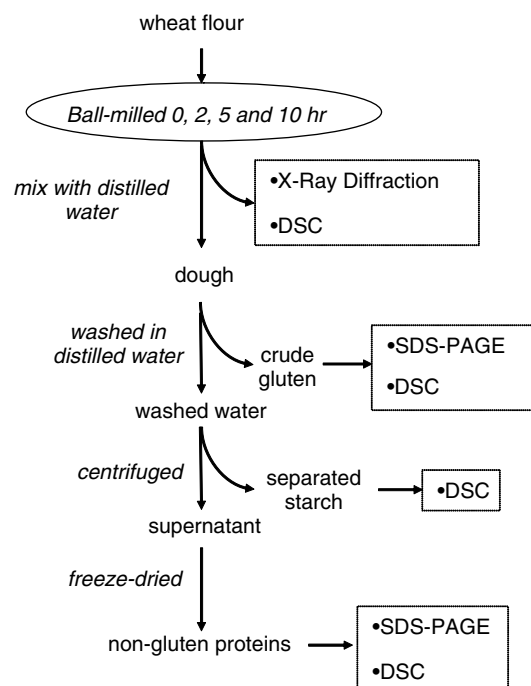 wheat flour
Ball-milled 0, 2, 5 and 10 hr
mix with distilled
water
•X-Ray Diffraction
•DSC
dough
washed in
distilled water
crude
gluten
•SDS-PAGE
•DSC
washed water
centrifuged
separated
starch
•DSC
supernatant
freeze-dried
non-gluten proteins
•SDS-PAGE
•DSC